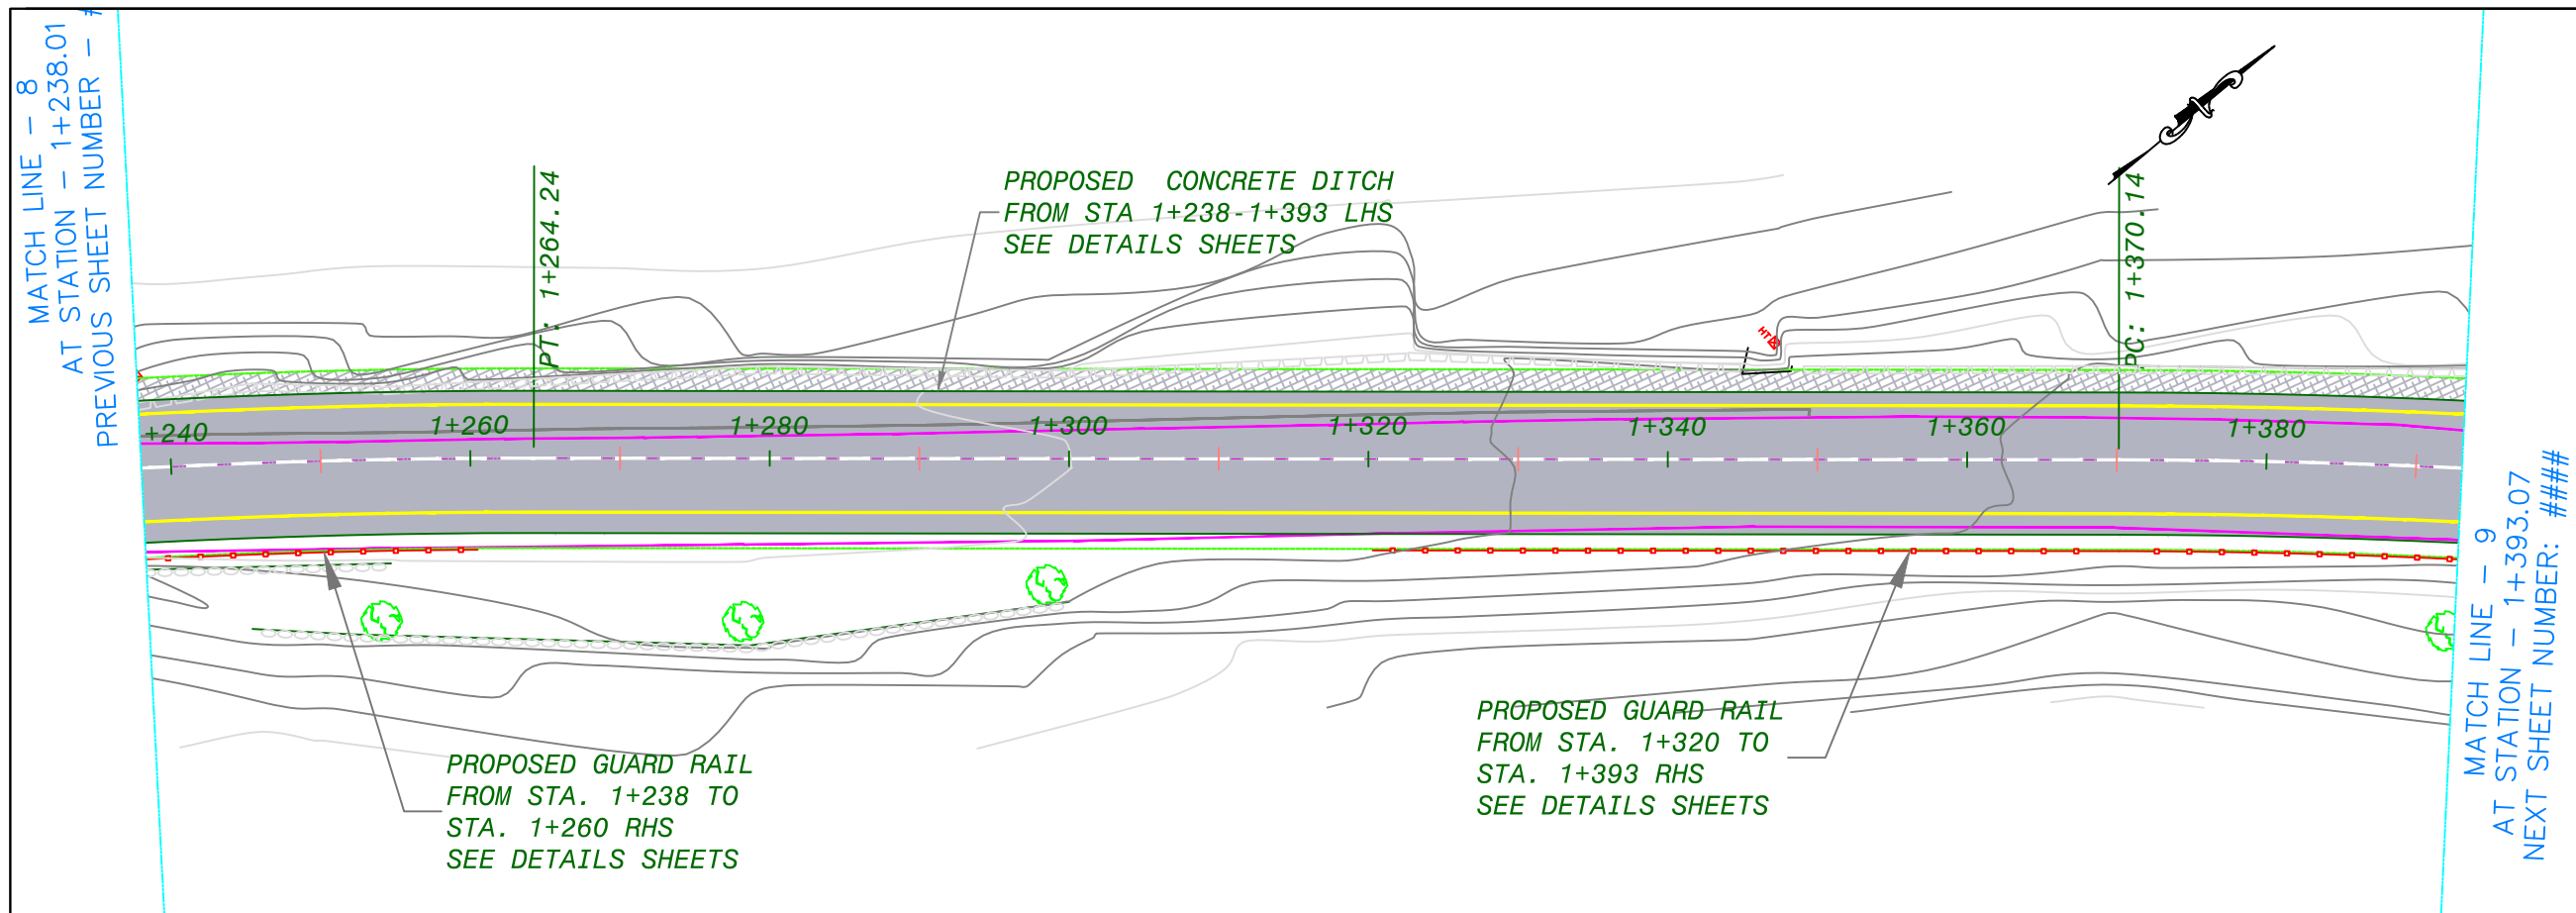 MATCH LINE - 8
AT STATION - 1+238.01
PREVIOUS SHEET NUMBER - #
PT. 1+264.24
PROPOSED CONCRETE DITCH
FROM STA 1+238-1+393 LHS
SEE DETAILS SHEETS
N
HT
PC: 1+370.14
+240
1+260
1+280
1+300
1+320
1+340
1+360
1+380
PROPOSED GUARD RAIL
FROM STA. 1+238 TO
STA. 1+260 RHS
SEE DETAILS SHEETS
PROPOSED GUARD RAIL
FROM STA. 1+320 TO
STA. 1+393 RHS
SEE DETAILS SHEETS
MATCH LINE - 9
AT STATION - 1+393.07
NEXT SHEET NUMBER: ####